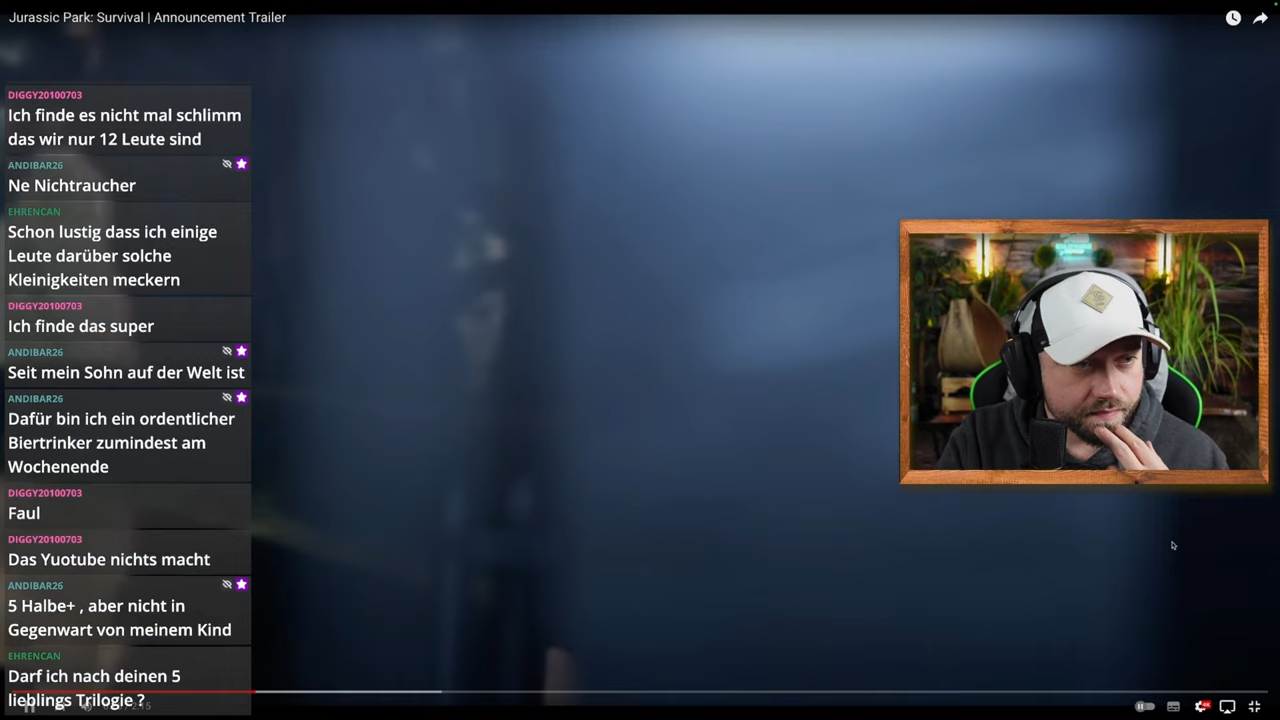 Jurassic Park: Survival | Announcement Trailer
DIGGY20100703
Ich finde es nicht mal schlimm
das wir nur 12 Leute sind
ANDIBAR26
Ne Nichtraucher
EHRENCAN
Schon lustig dass ich einige
Leute darüber solche
Kleinigkeiten meckern
DIGGY20100703
Ich finde das super
ANDIBAR26
Seit mein Sohn auf der Welt ist
ANDIBAR26
Dafür bin ich ein ordentlicher
Biertrinker zumindest am
Wochenende
DIGGY20100703
Faul
DIGGY20100703
Das Yuotube nichts macht
ANDIBAR26
5 Halbe+ , aber nicht in
Gegenwart von meinem Kind
EHRENCAN
Darf ich nach deinen 5
lieblings Trilogie ?